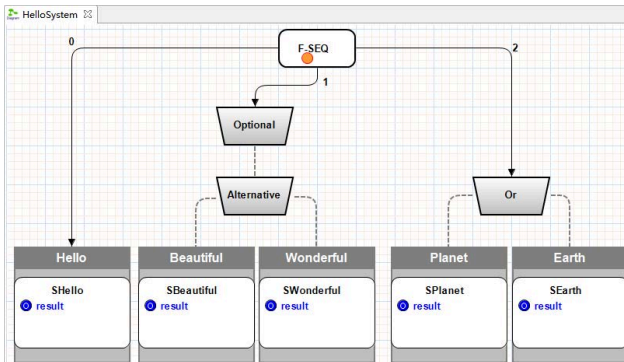 HelloSystem
0
F-SEQ
2
1
Optional
Alternative
Or
Hello
Beautiful
Wonderful
Planet
Earth
SHello
SBeautiful
SWonderful
SPlanet
SEarth
result
result
result
result
result